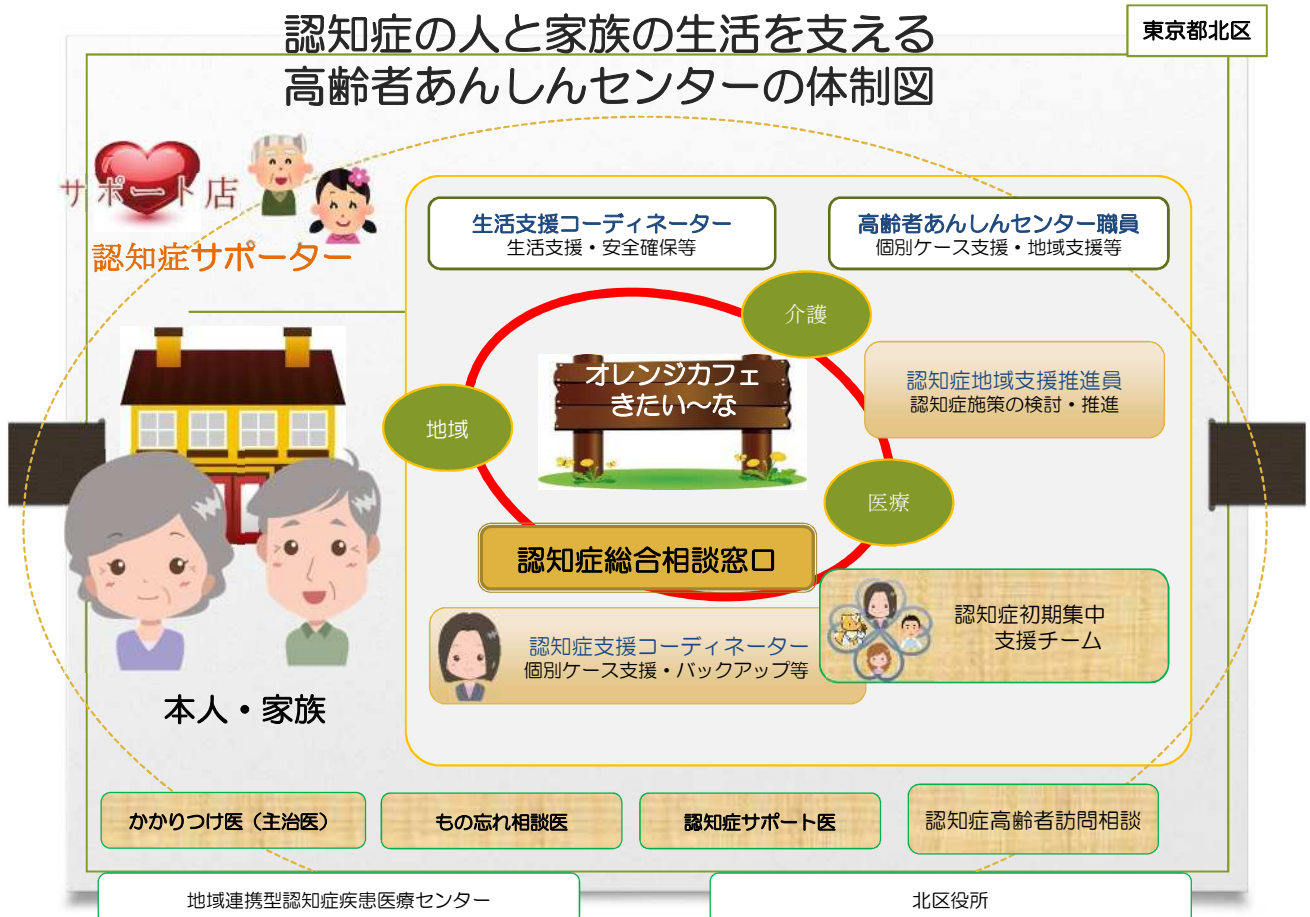 認知症の人と家族の生活を支える
高齢者あんしんセンターの体制図
東京都北区
サポート店
認知症サポーター
生活支援コーディネーター
生活支援・安全確保等
高齢者あんしんセンター職員
個別ケース支援・地域支援等
介護
オレンジカフェ
きたい～な
認知症地域支援推進員
認知症施策の検討・推進
地域
医療
認知症総合相談窓口
認知症初期集中
支援チーム
認知症支援コーディネーター
個別ケース支援・バックアップ等
本人・家族
かかりつけ医（主治医）
もの忘れ相談医
認知症サポート医
認知症高齢者訪問相談
地域連携型認知症疾患医療センター
北区役所